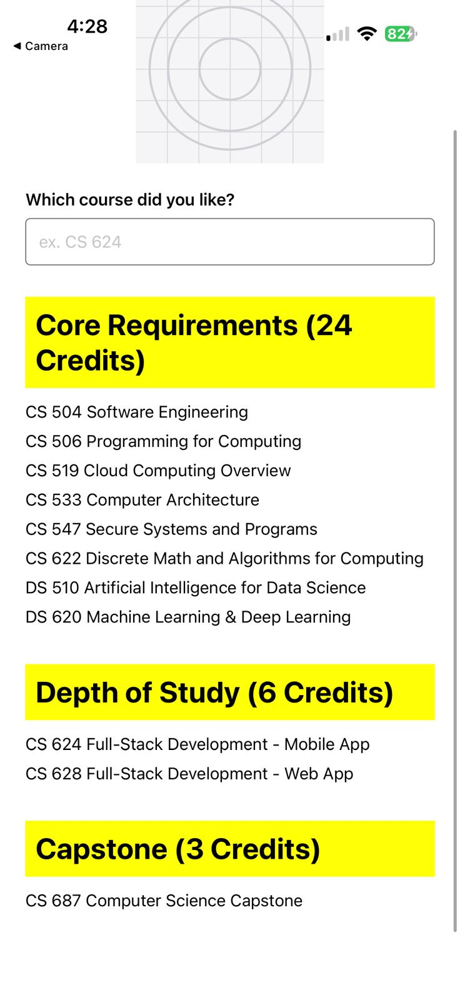 4:28
82
◀ Camera
Which course did you like?
ex. CS 624
Core Requirements (24
Credits)
CS 504 Software Engineering
CS 506 Programming for Computing
CS 519 Cloud Computing Overview
CS 533 Computer Architecture
CS 547 Secure Systems and Programs
CS 622 Discrete Math and Algorithms for Computing
DS 510 Artificial Intelligence for Data Science
DS 620 Machine Learning & Deep Learning
Depth of Study (6 Credits)
CS 624 Full-Stack Development - Mobile App
CS 628 Full-Stack Development - Web App
Capstone (3 Credits)
CS 687 Computer Science Capstone